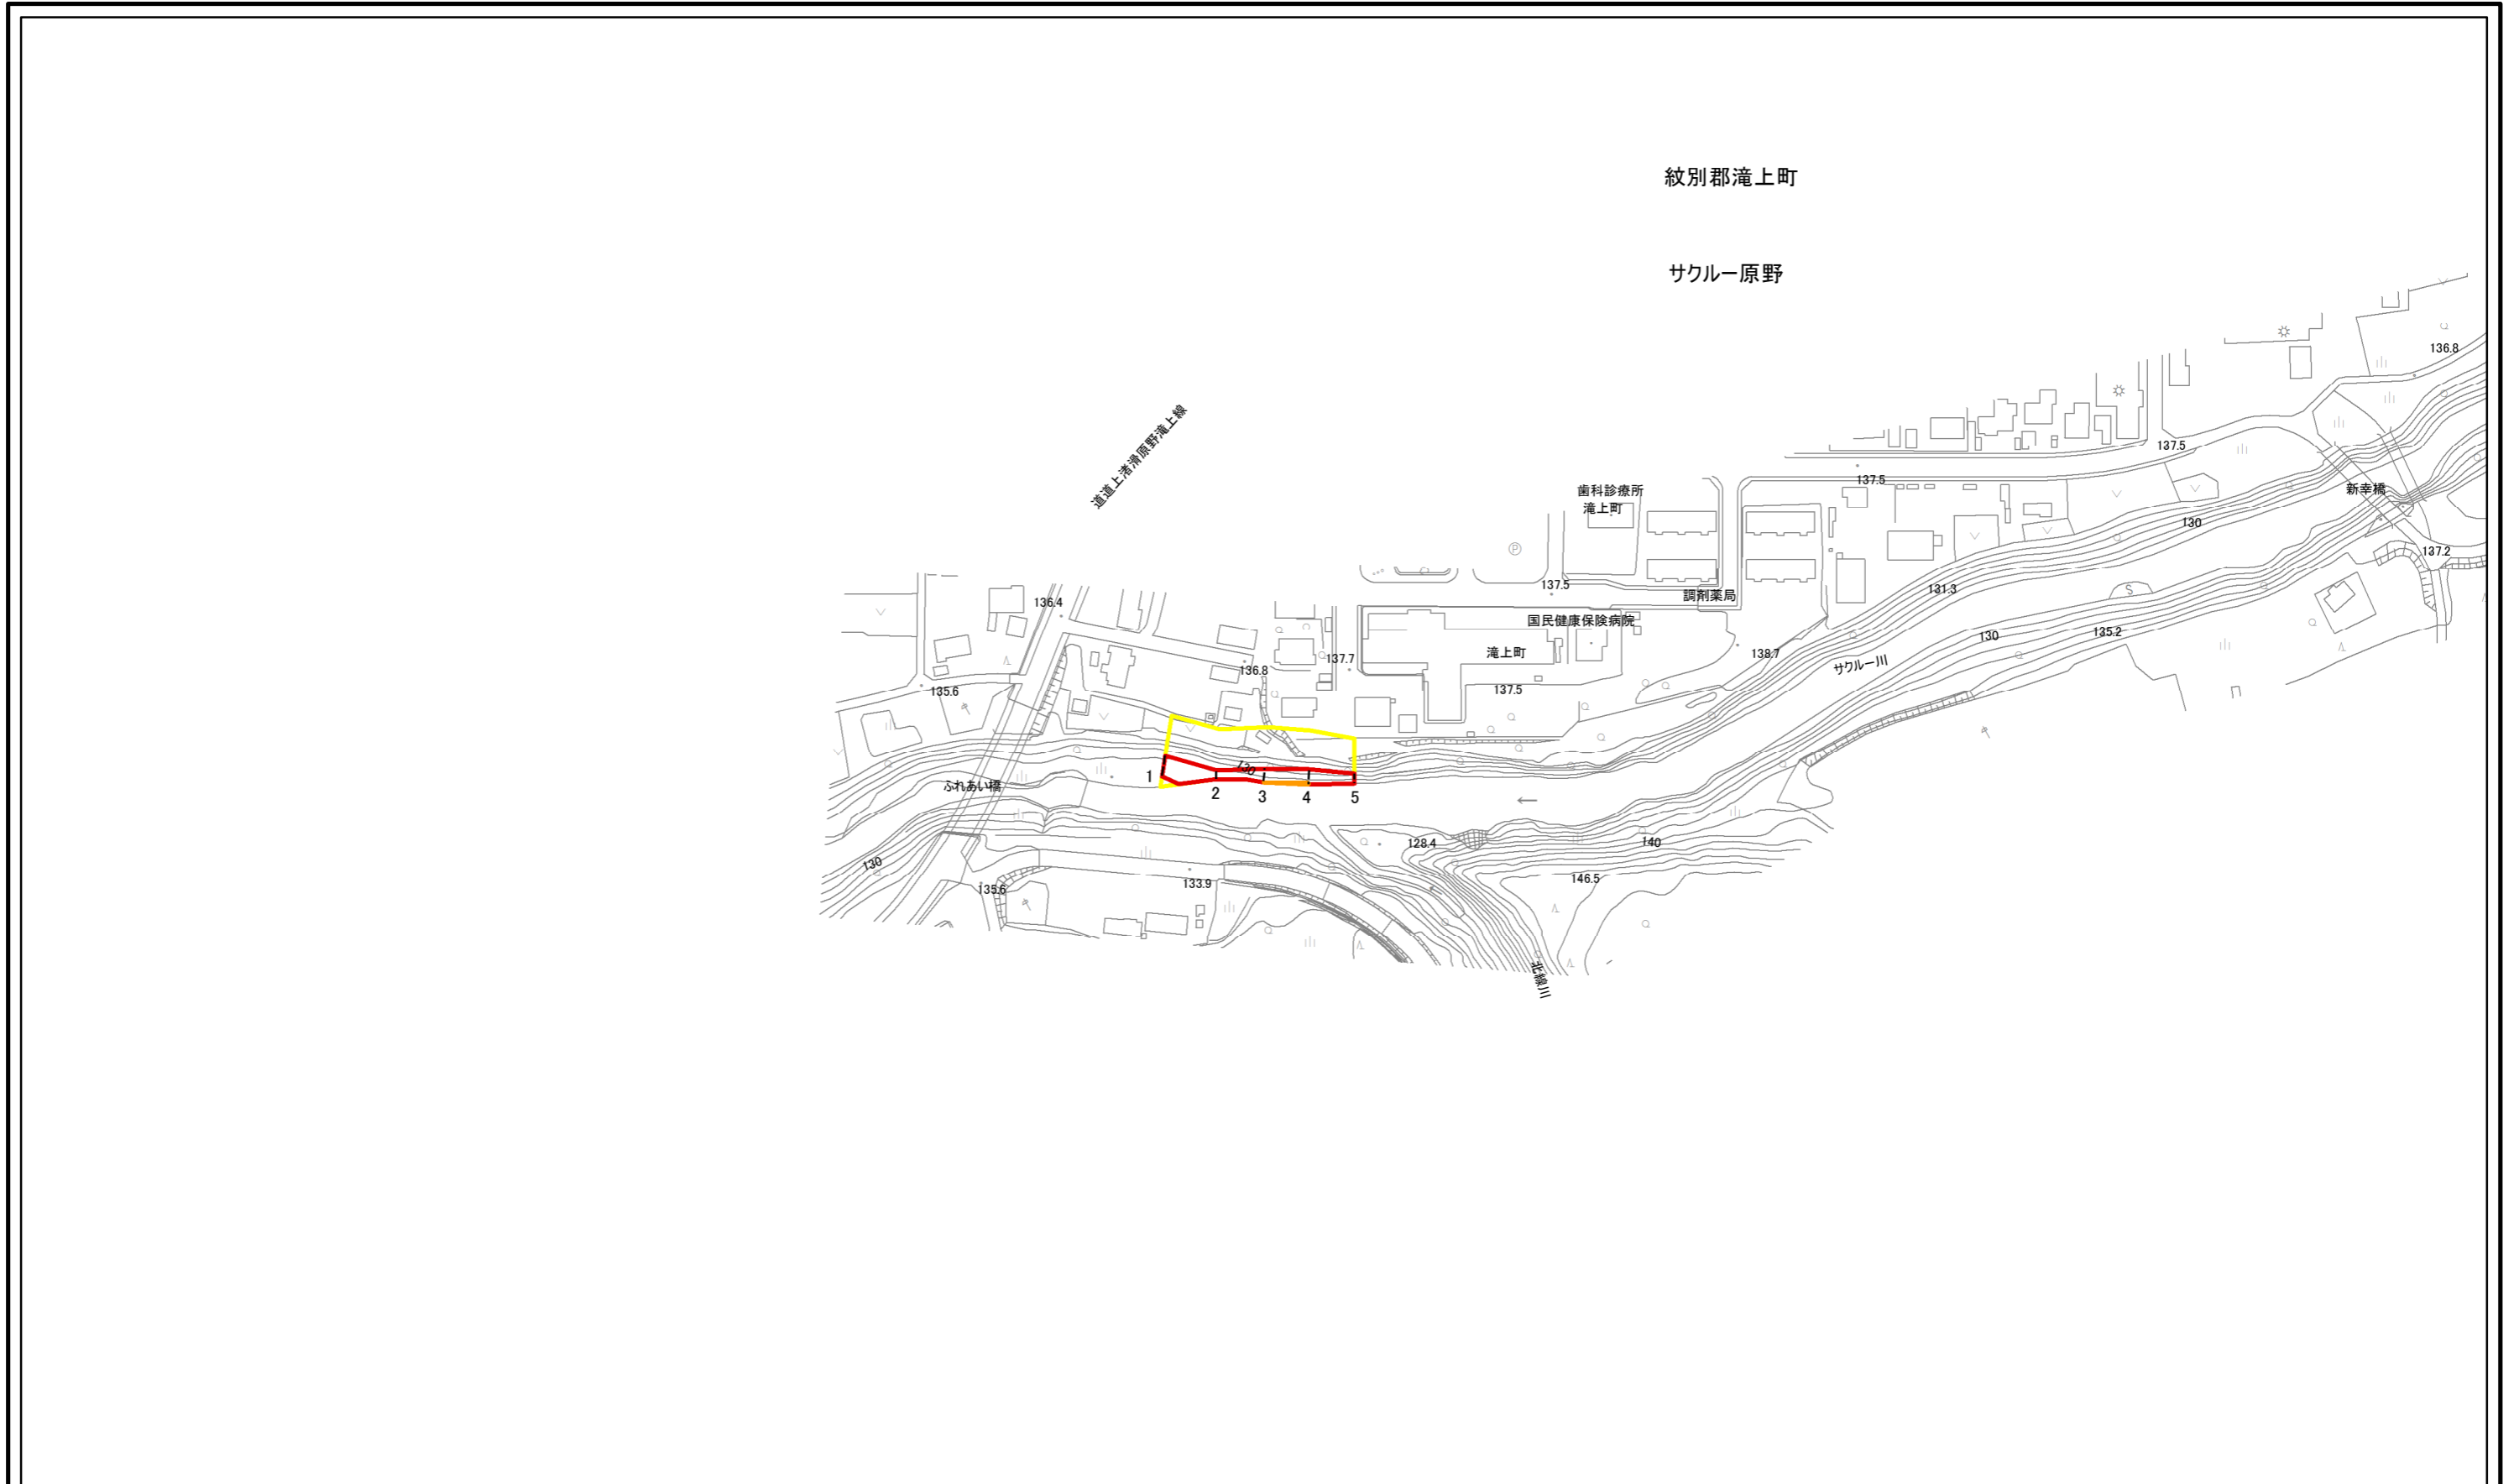 紋別郡滝上町
サクルー原野
136.8
道道上渚滑原野滝上線
137.5
137.5
歯科診療所
滝上町
新幸橋
130
137.2
P
137.5
調剤薬局
131.3
136.4
国民健康保険病院
130
135.2
滝上町
138.7
サクルー川
137.7
136.8
135.6
137.5
130
1
ふれあい橋
2
3
4
5
128.4
140
130
135.6
133.9
146.5
北線川
S